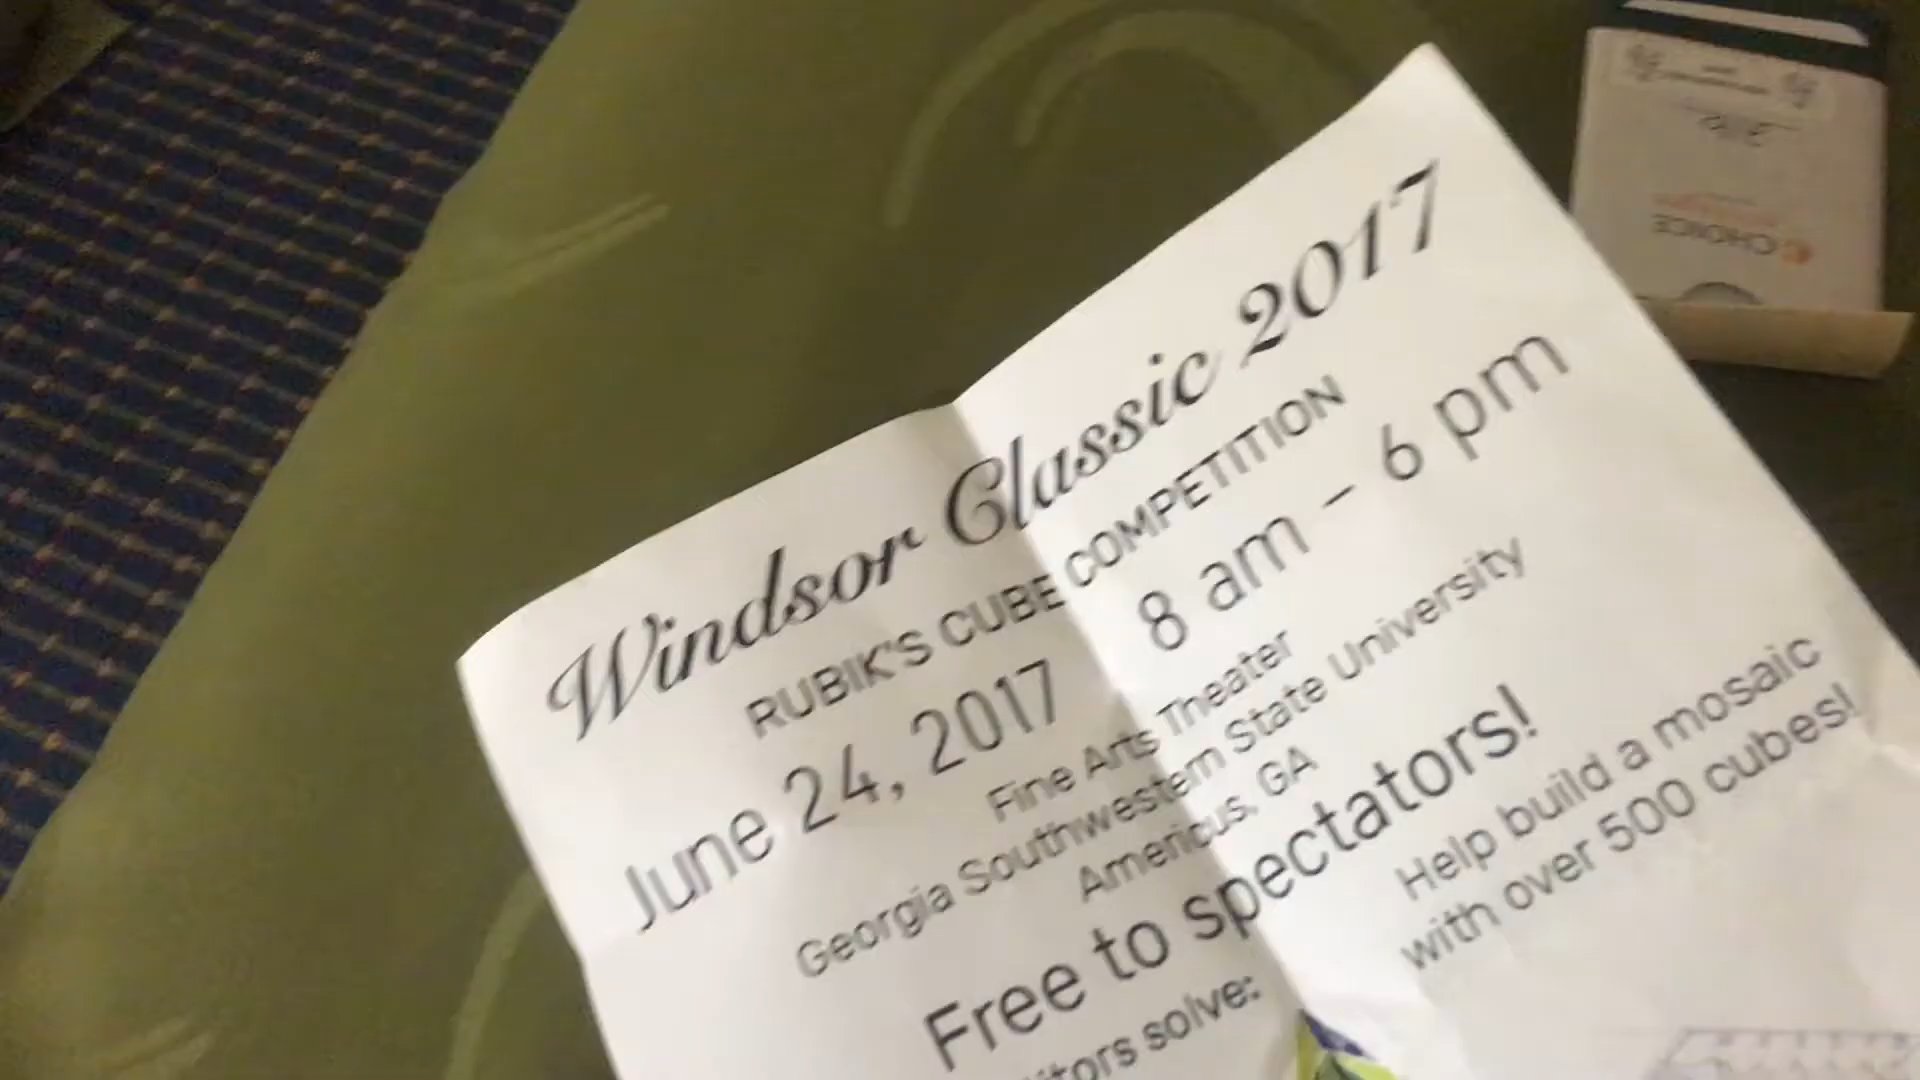 Windsor Classic 2017
RUBIK'S CUBE COMPETITION
June 24, 2017 8 am - 6 pm
Fine Arts Theater
Georgia Southwestern State University
Americus, GA
Free to spectators!
Help build a mosaic
with over 500 cubes!
solve:
CHOICE